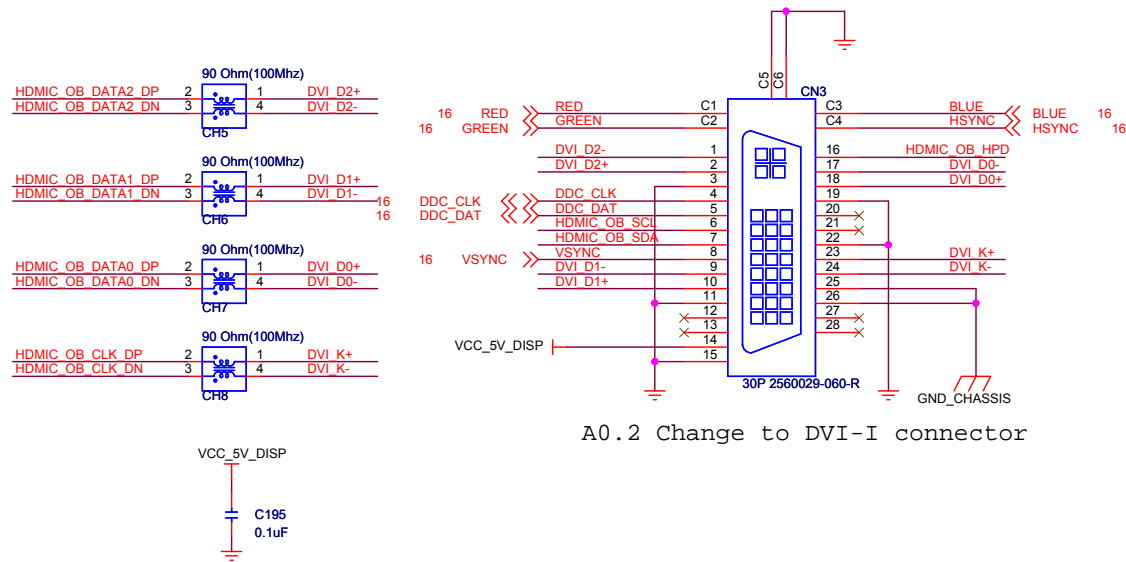 90 Ohm(100Mhz)
HDMIC_OB_DATA2_DP 2 1 DVI_D2+
HDMIC_OB_DATA2_DN 3 4 DVI_D2-
CH5
90 Ohm(100Mhz)
HDMIC_OB_DATA1_DP 2 1 DVI_D1+
HDMIC_OB_DATA1_DN 3 4 DVI_D1-
CH6
90 Ohm(100Mhz)
HDMIC_OB_DATA0_DP 2 1 DVI_D0+
HDMIC_OB_DATA0_DN 3 4 DVI_D0-
CH7
90 Ohm(100Mhz)
HDMIC_OB_CLK_DP 2 1 DVI_K+
HDMIC_OB_CLK_DN 3 4 DVI_K-
CH8
VCC_5V_DISP
C195
0.1uF
C5 C6
CN3
16 RED RED C1 C3 BLUE BLUE 16
16 GREEN GREEN C2 C4 HSYNC HSYNC 16
DVI_D2- 1 16 HDMIC_OB_HPD
DVI_D2+ 2 17 DVI_D0-
3 18 DVI_D0+
16 DDC_CLK DDC_CLK 4 19
16 DDC_DAT DDC_DAT 5 20
HDMIC_OB_SCL 6 21
HDMIC_OB_SDA 7 22
16 VSYNC VSYNC 8 23 DVI_K+
DVI_D1- 9 24 DVI_K-
DVI_D1+ 10 25
11 26
12 27
13 28
VCC_5V_DISP 14
15
30P 2560029-060-R
GND_CHASSIS
A0.2 Change to DVI-I connector